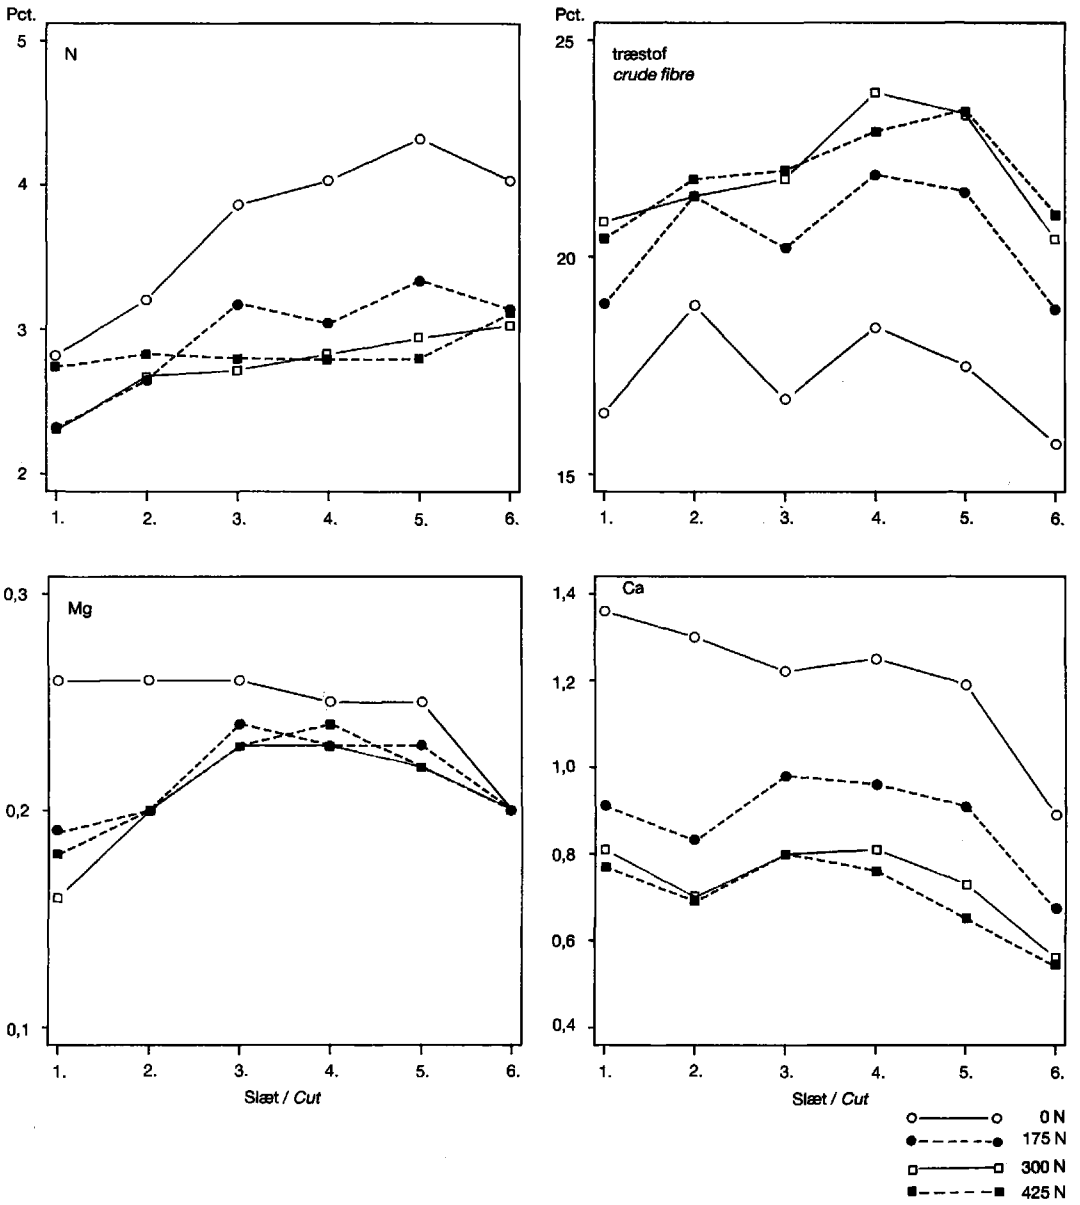 Pct.
5
N
4
3
2
1. 2. 3. 4. 5. 6.
Pct.
25
træstof
crude fibre
20
15
1. 2. 3. 4. 5. 6.
0,3
Mg
0,2
0,1
1. 2. 3. 4. 5. 6.
Slæt / Cut
1,4
Ca
1,2
1,0
0,8
0,6
0,4
1. 2. 3. 4. 5. 6.
Slæt / Cut
0 N
175 N
300 N
425 N